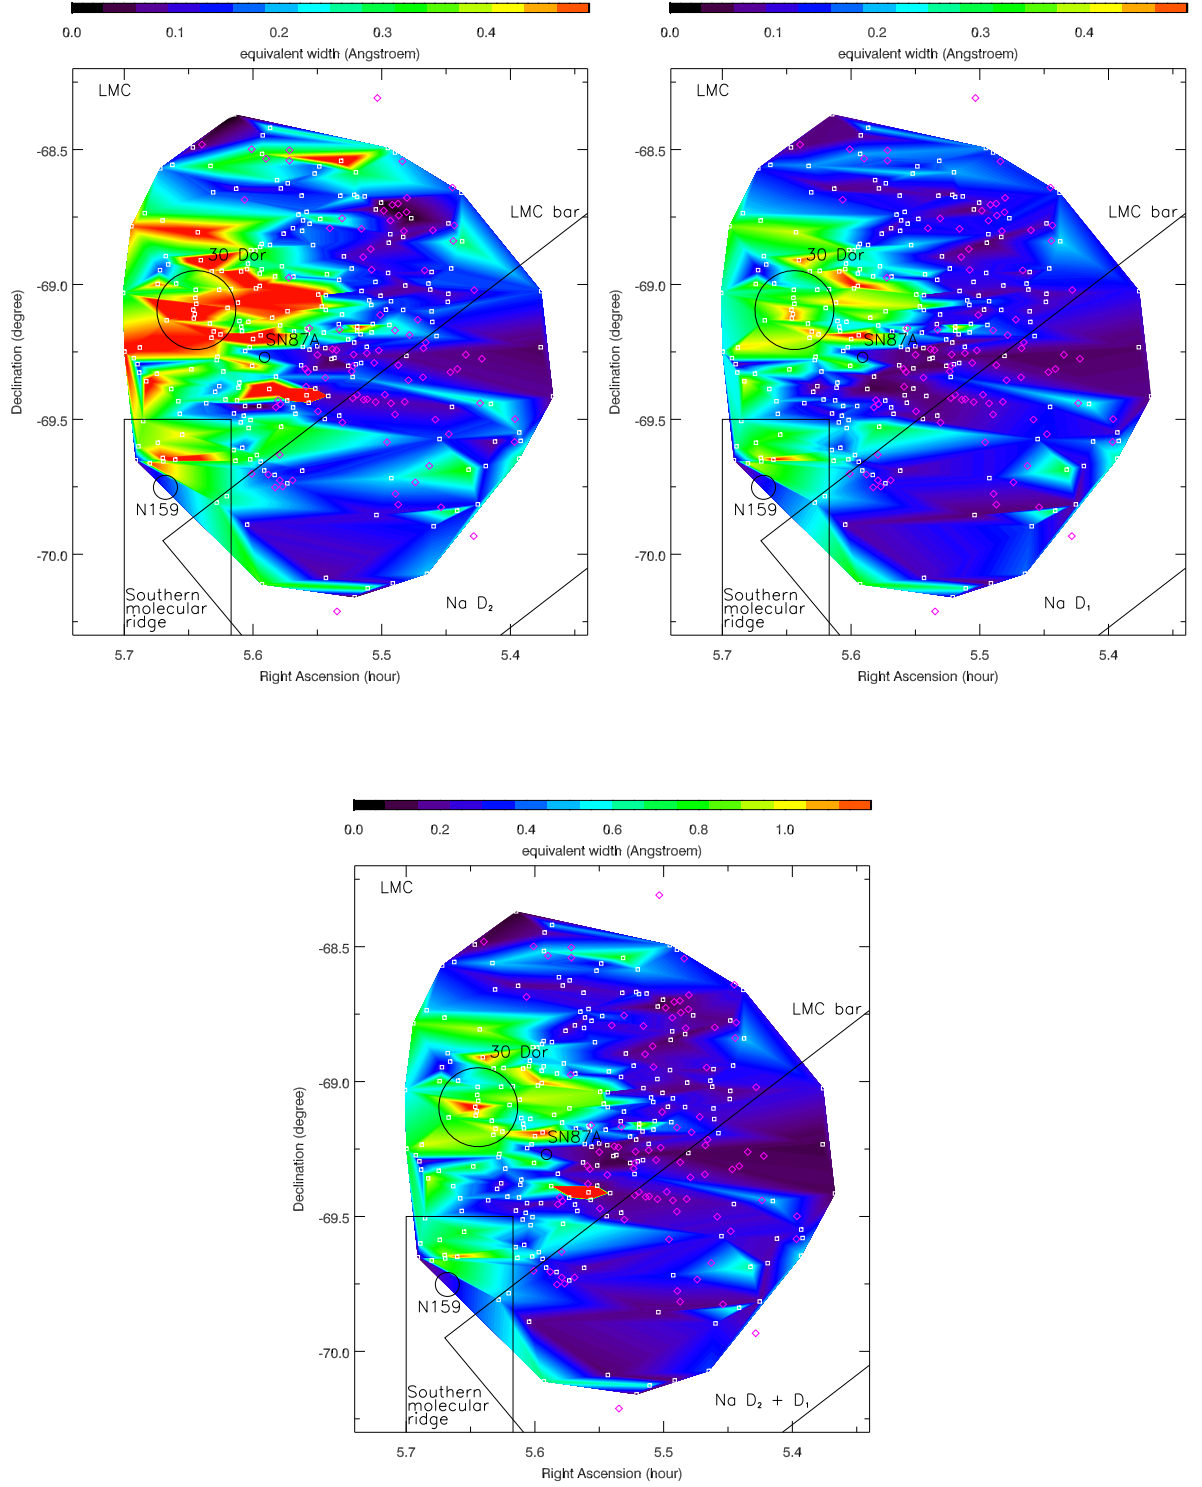 0.0 0.1 0.2 0.3 0.4
equivalent width (Angstroem)
LMC
-68.5
-69.0
-69.5
-70.0
Declination (degree)
LMC bar
30 Dor
SN87A
N159
Southern
molecular
ridge
Na D₂
5.7 5.6 5.5 5.4
Right Ascension (hour)
0.0 0.1 0.2 0.3 0.4
equivalent width (Angstroem)
LMC
-68.5
-69.0
-69.5
-70.0
Declination (degree)
LMC bar
30 Dor
SN87A
N159
Southern
molecular
ridge
Na D₁
5.7 5.6 5.5 5.4
Right Ascension (hour)
0.0 0.2 0.4 0.6 0.8 1.0
equivalent width (Angstroem)
LMC
-68.5
-69.0
-69.5
-70.0
Declination (degree)
LMC bar
30 Dor
SN87A
N159
Southern
molecular
ridge
Na D₂ + D₁
5.7 5.6 5.5 5.4
Right Ascension (hour)